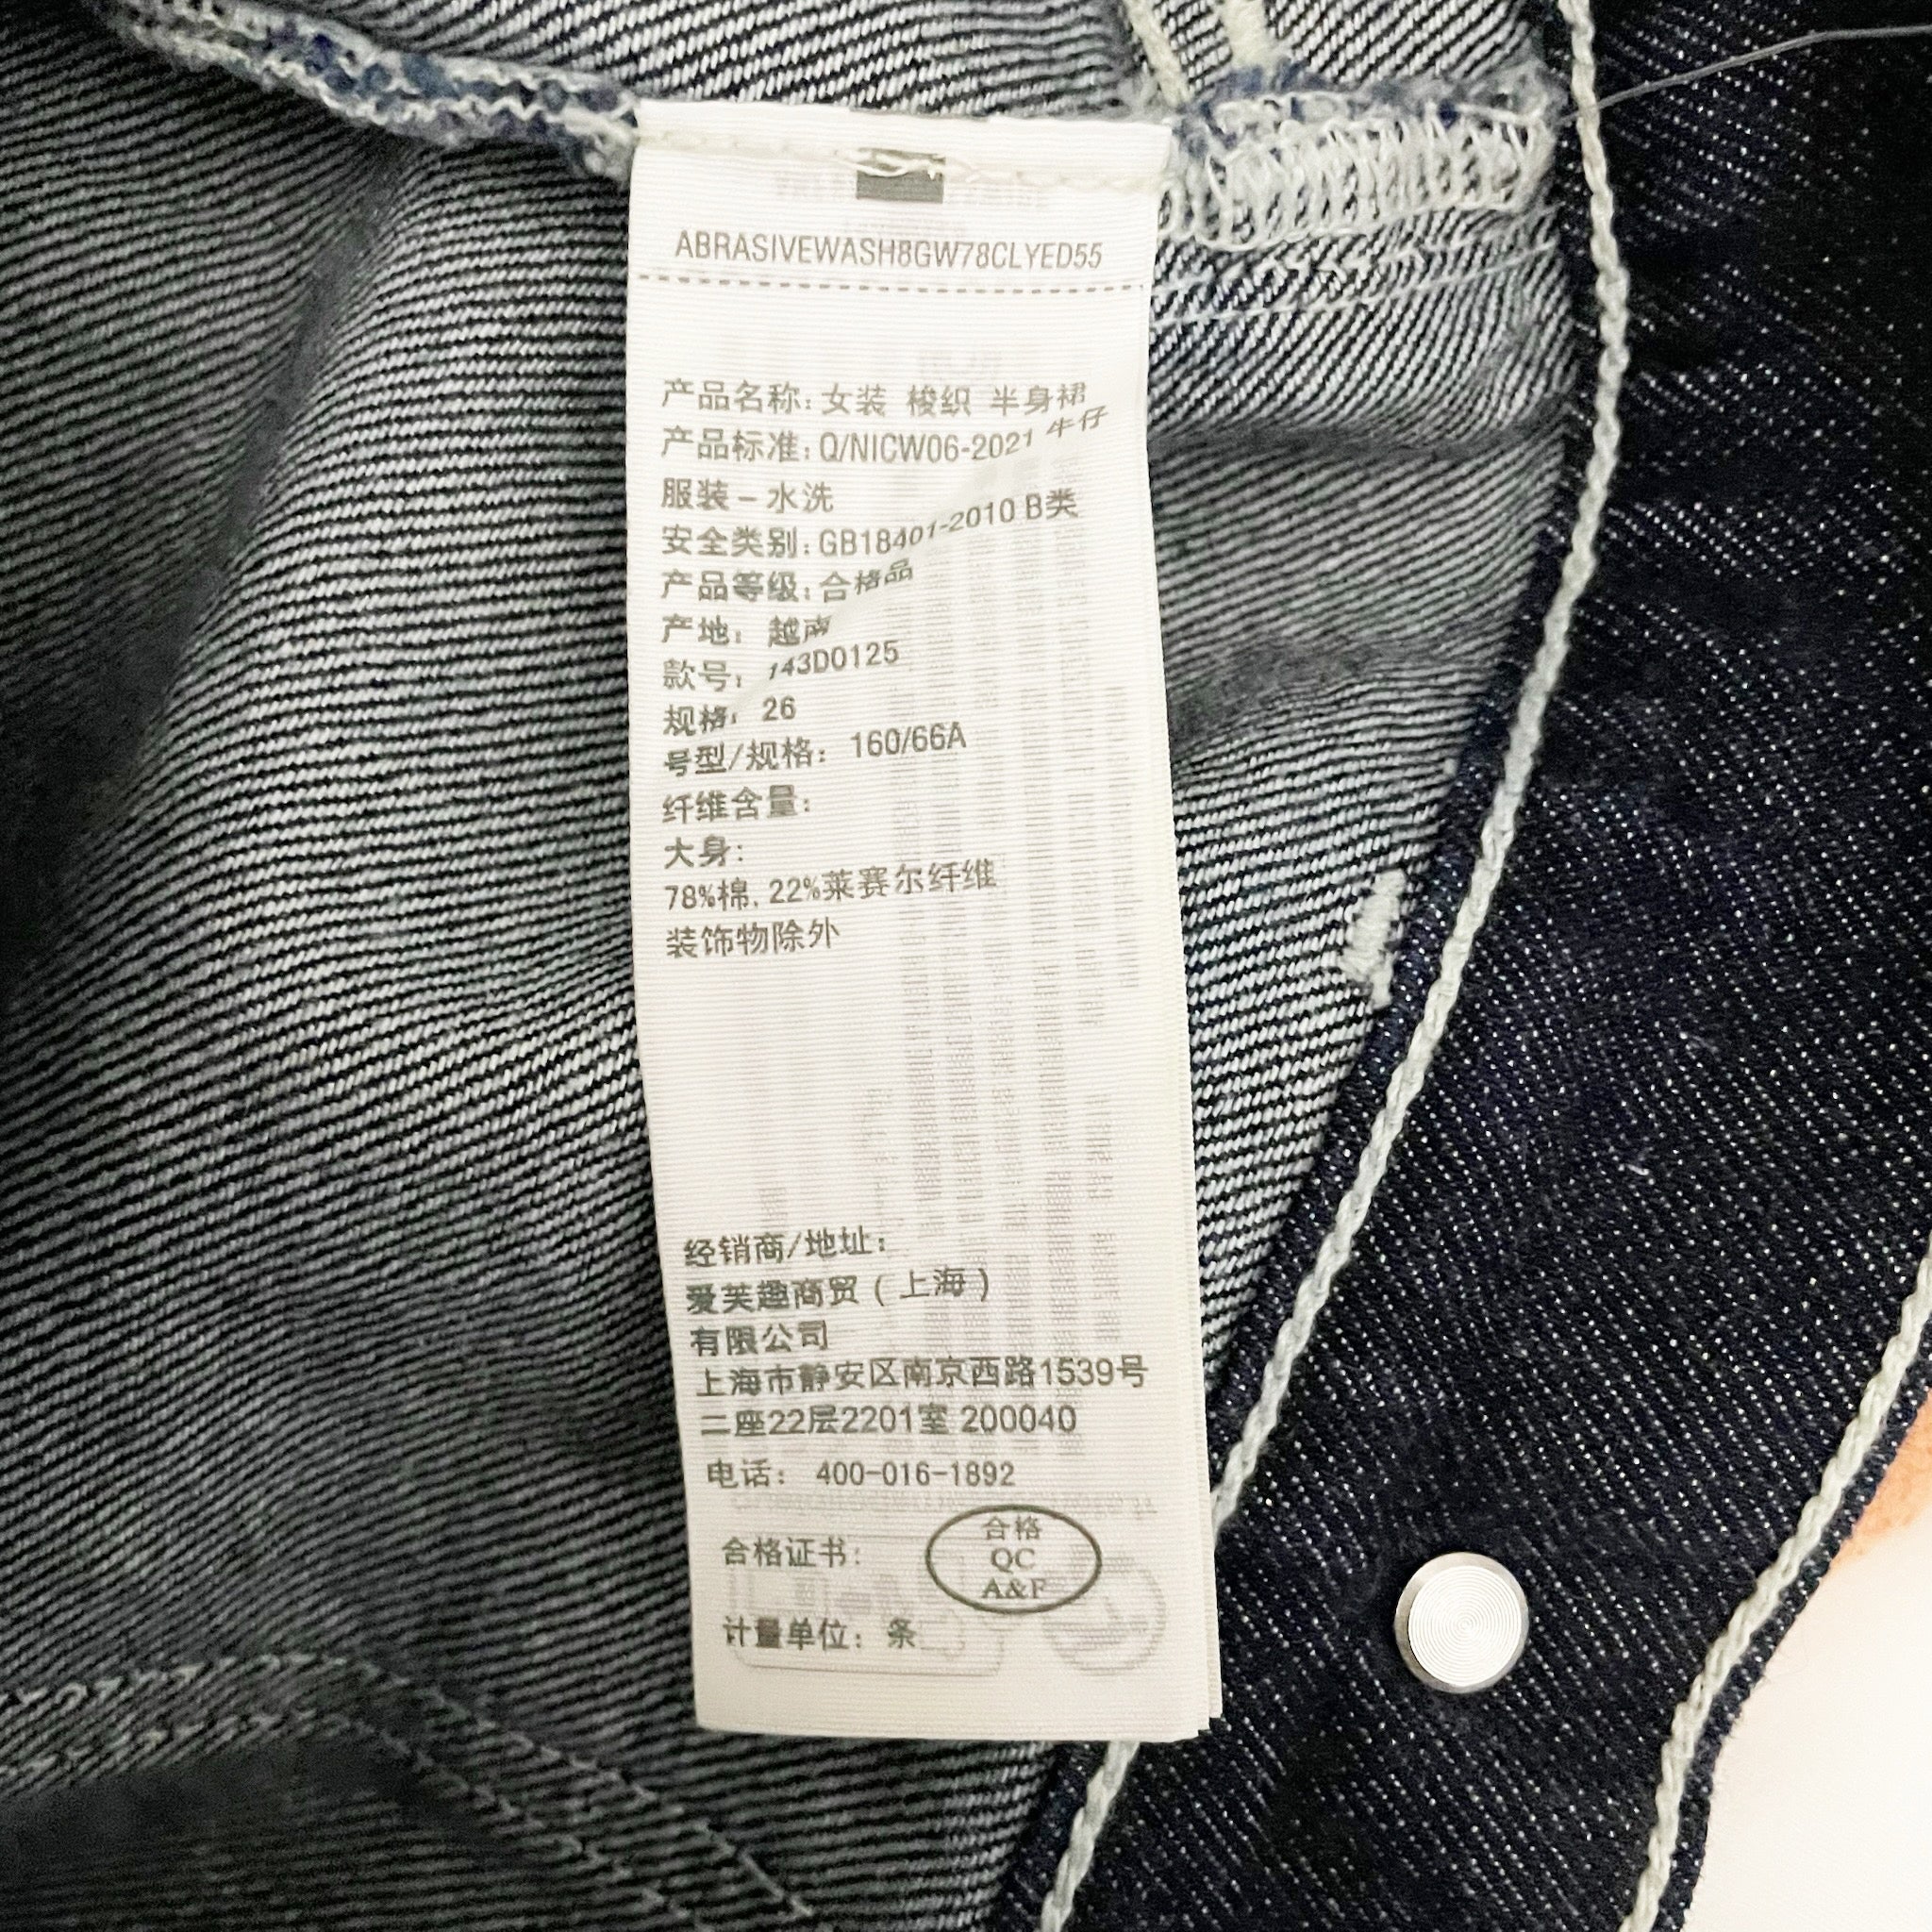 ABRASIVEWASH8GW78CLYED55
产品名称: 女装 梭织 半身裙
产品标准: Q/NICW06-2021 牛仔
服装-水洗
安全类别: GB18401-2010 B类
产品等级: 合格品
产地: 越南
款号: 143D0125
规格: 26
号型/规格: 160/66A
纤维含量:
大身:
78%棉, 22%莱赛尔纤维
装饰物除外
经销商/地址:
爱芙趣商贸(上海)
有限公司
上海市静安区南京西路1539号
二座22层2201室 200040
电话: 400-016-1892
合格证书:
合格
QC
A&F
计量单位: 条